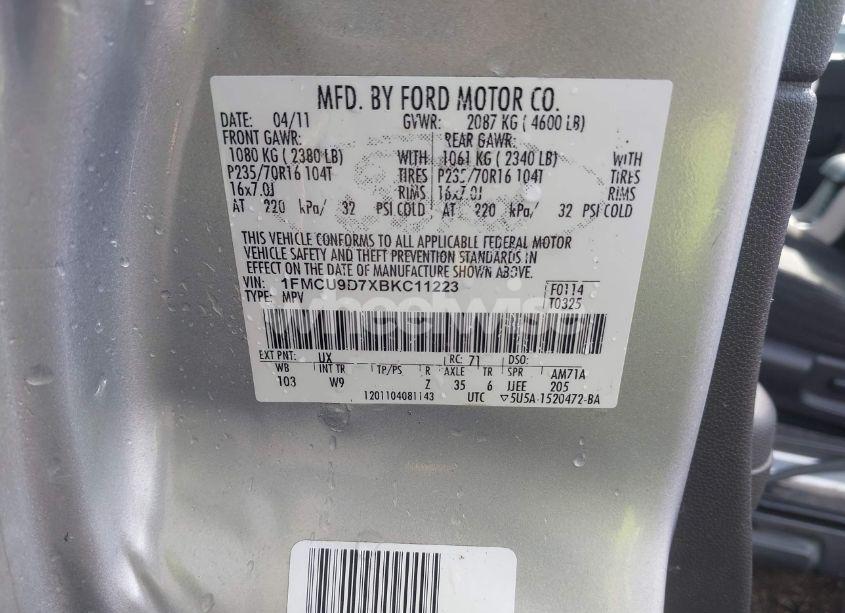 MFD. BY FORD MOTOR CO.
DATE: 04/11 GVWR: 2087 KG ( 4600 LB)
FRONT GAWR: REAR GAWR:
1080 KG ( 2380 LB) WITH 1061 KG ( 2340 LB) WITH
P235/70R16 104T TIRES P235/70R16 104T TIRES
16x7.0J RIMS 16x7.0J RIMS
AT 220 kPa/ 32 PSI COLD AT 220 kPa/ 32 PSI COLD
THIS VEHICLE CONFORMS TO ALL APPLICABLE FEDERAL MOTOR
VEHICLE SAFETY AND THEFT PREVENTION STANDARDS IN
EFFECT ON THE DATE OF MANUFACTURE SHOWN ABOVE.
VIN: 1FMCU9D7XBKC11223 F0114
TYPE: MPV T0325
wheelwise
EXT PNT: UX RC: 71 DSO:
WB INT TR TP/PS R AXLE TR SPR AM71A
103 W9 Z 35 6 JJEE 205
1201104081143 UTC ▽5U5A-1520472-BA